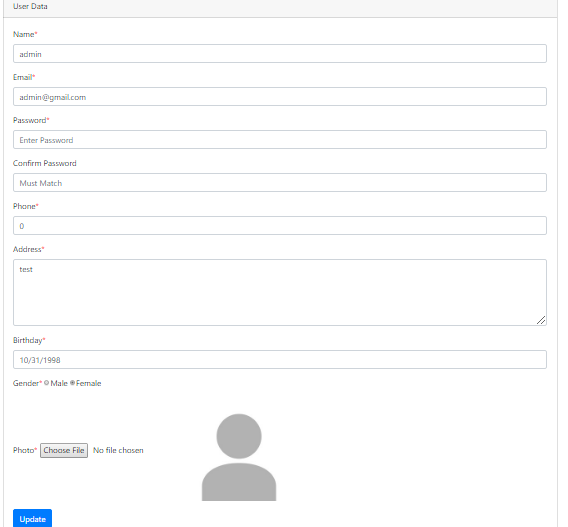 User Data
Name*
admin
Email*
admin@gmail.com
Password*
Enter Password
Confirm Password
Must Match
Phone*
0
Address*
test
Birthday*
10/31/1998
Gender* Male Female
Photo* Choose File No file chosen
Update